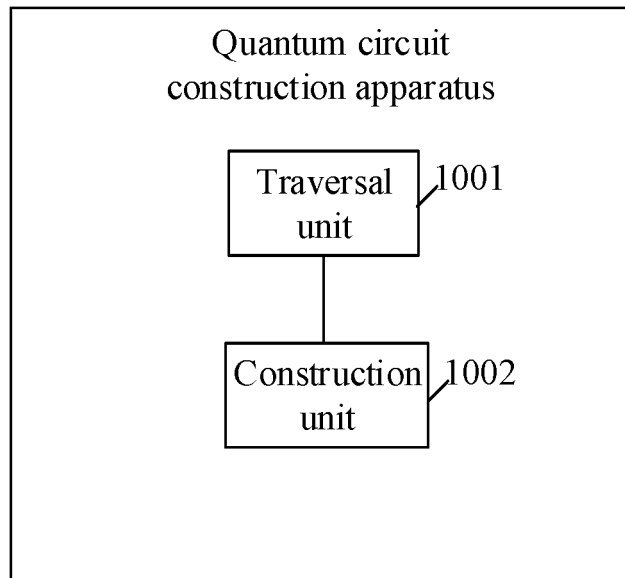 Quantum circuit
construction apparatus
Traversal
unit
1001
Construction
unit
1002